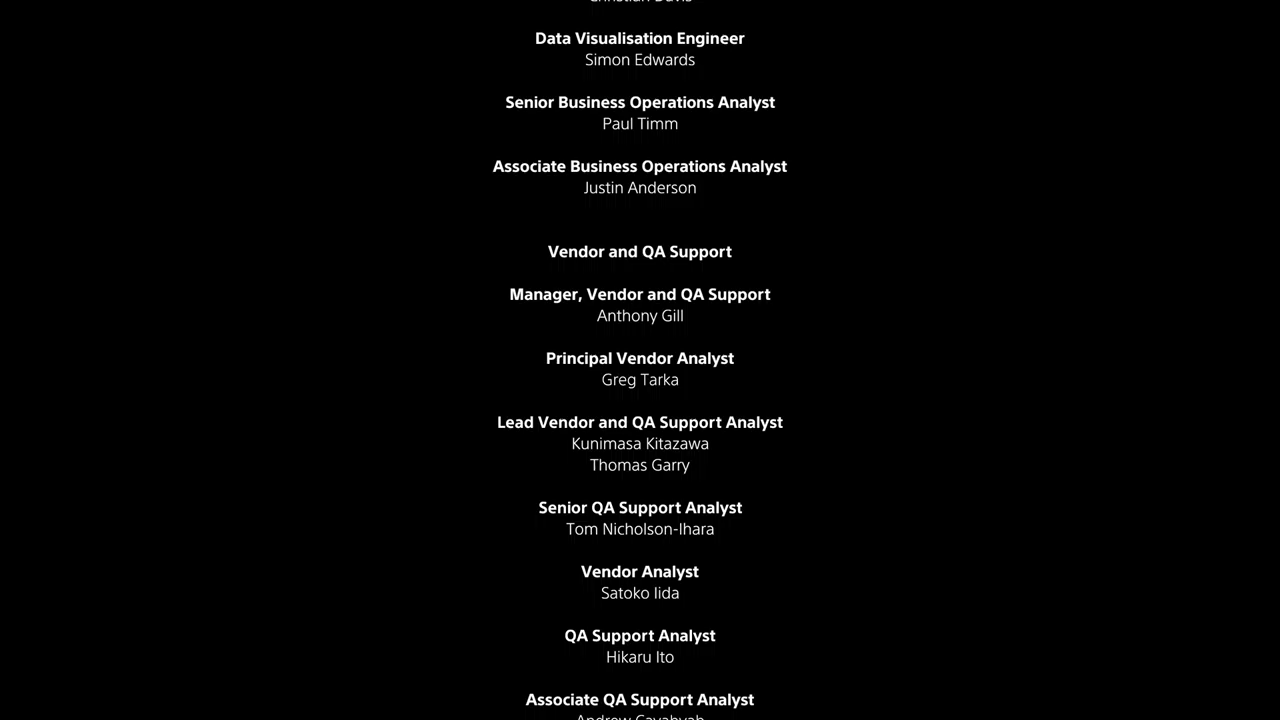 Data Visualisation Engineer
Simon Edwards
Senior Business Operations Analyst
Paul Timm
Associate Business Operations Analyst
Justin Anderson
Vendor and QA Support
Manager, Vendor and QA Support
Anthony Gill
Principal Vendor Analyst
Greg Tarka
Lead Vendor and QA Support Analyst
Kunimasa Kitazawa
Thomas Garry
Senior QA Support Analyst
Tom Nicholson-Ihara
Vendor Analyst
Satoko Iida
QA Support Analyst
Hikaru Ito
Associate QA Support Analyst